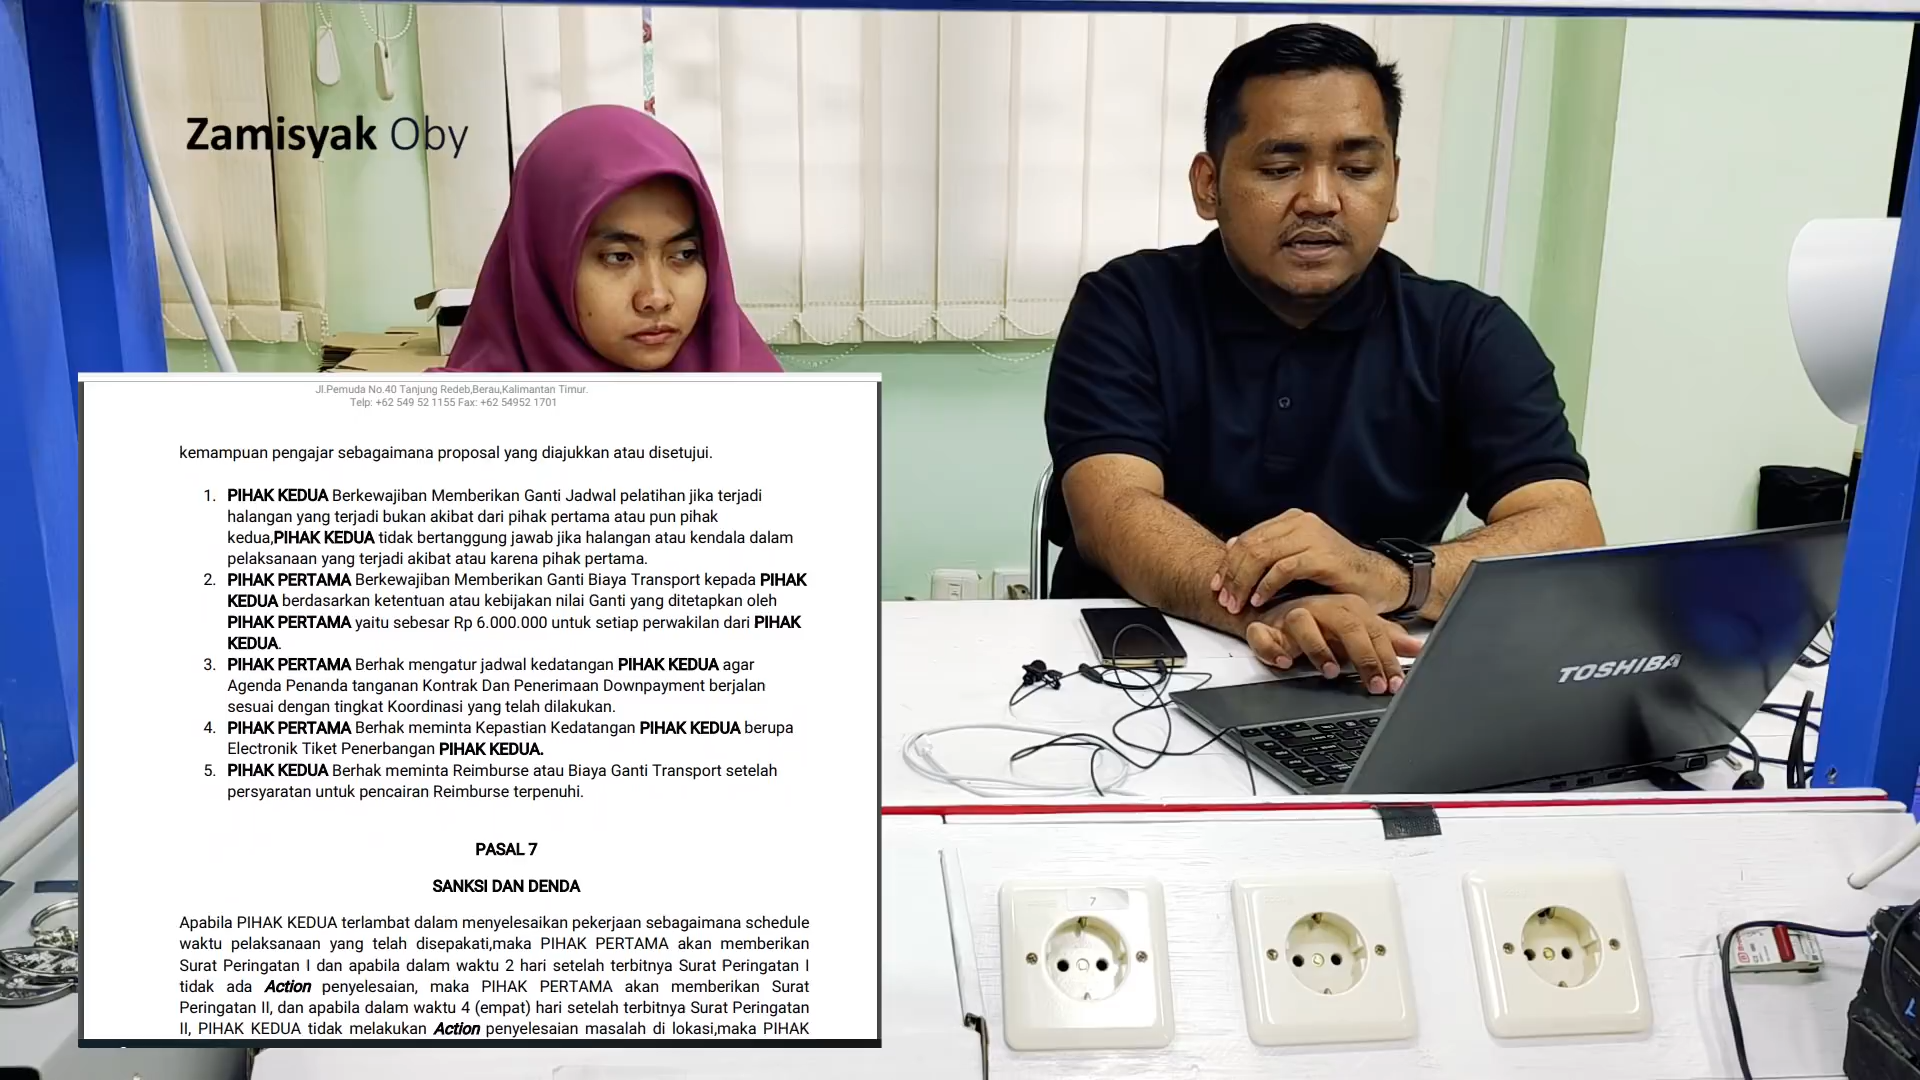 Zamisyak Oby
Jl.Pemuda No.40 Tanjung Redeb,Berau,Kalimantan Timur.
Telp: +62 549 52 1155 Fax: +62 54952 1701
kemampuan pengajar sebagaimana proposal yang diajukkan atau disetujui.
1. PIHAK KEDUA Berkewajiban Memberikan Ganti Jadwal pelatihan jika terjadi
halangan yang terjadi bukan akibat dari pihak pertama atau pun pihak
kedua,PIHAK KEDUA tidak bertanggung jawab jika halangan atau kendala dalam
pelaksanaan yang terjadi akibat atau karena pihak pertama.
2. PIHAK PERTAMA Berkewajiban Memberikan Ganti Biaya Transport kepada PIHAK
KEDUA berdasarkan ketentuan atau kebijakan nilai Ganti yang ditetapkan oleh
PIHAK PERTAMA yaitu sebesar Rp 6.000.000 untuk setiap perwakilan dari PIHAK
KEDUA.
3. PIHAK PERTAMA Berhak mengatur jadwal kedatangan PIHAK KEDUA agar
Agenda Penanda tanganan Kontrak Dan Penerimaan Downpayment berjalan
sesuai dengan tingkat Koordinasi yang telah dilakukan.
4. PIHAK PERTAMA Berhak meminta Kepastian Kedatangan PIHAK KEDUA berupa
Electronik Tiket Penerbangan PIHAK KEDUA.
5. PIHAK KEDUA Berhak meminta Reimburse atau Biaya Ganti Transport setelah
persyaratan untuk pencairan Reimburse terpenuhi.
PASAL 7
SANKSI DAN DENDA
Apabila PIHAK KEDUA terlambat dalam menyelesaikan pekerjaan sebagaimana schedule
waktu pelaksanaan yang telah disepakati,maka PIHAK PERTAMA akan memberikan
Surat Peringatan I dan apabila dalam waktu 2 hari setelah terbitnya Surat Peringatan I
tidak ada Action penyelesaian, maka PIHAK PERTAMA akan memberikan Surat
Peringatan II, dan apabila dalam waktu 4 (empat) hari setelah terbitnya Surat Peringatan
II, PIHAK KEDUA tidak melakukan Action penyelesaian masalah di lokasi,maka PIHAK
TOSHIBA
7